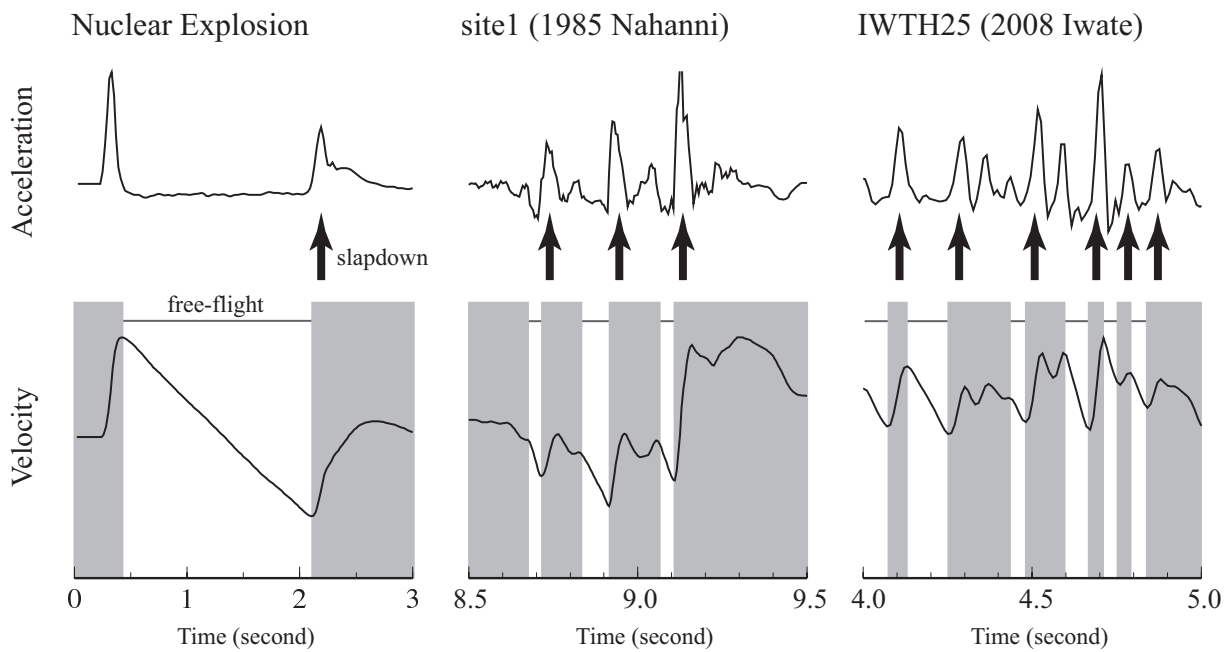 Nuclear Explosion
site1 (1985 Nahanni)
IWTH25 (2008 Iwate)
Acceleration
slapdown
free-flight
Velocity
0 1 2 3
8.5 9.0 9.5
4.0 4.5 5.0
Time (second)
Time (second)
Time (second)